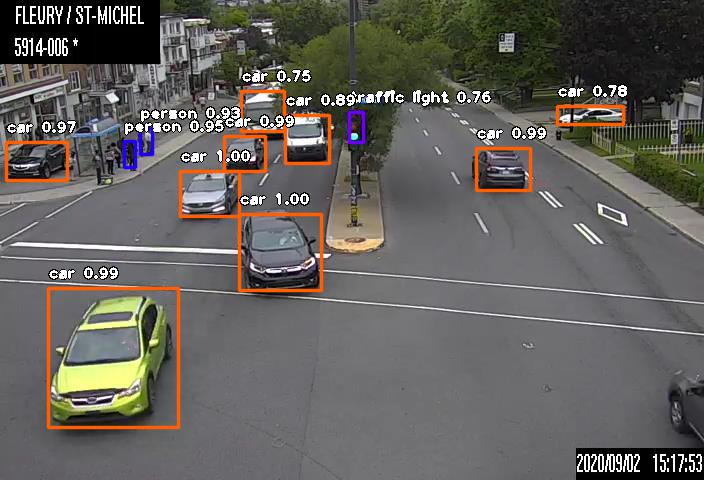 FLEURY / ST-MICHEL
5914-006 *
car 0.75
car 0.78
car 0.89
traffic light 0.76
person 0.93
person 0.95
car 0.99
car 0.97
car 0.99
car 1.00
car 1.00
car 0.99
2020/09/02 15:17:53